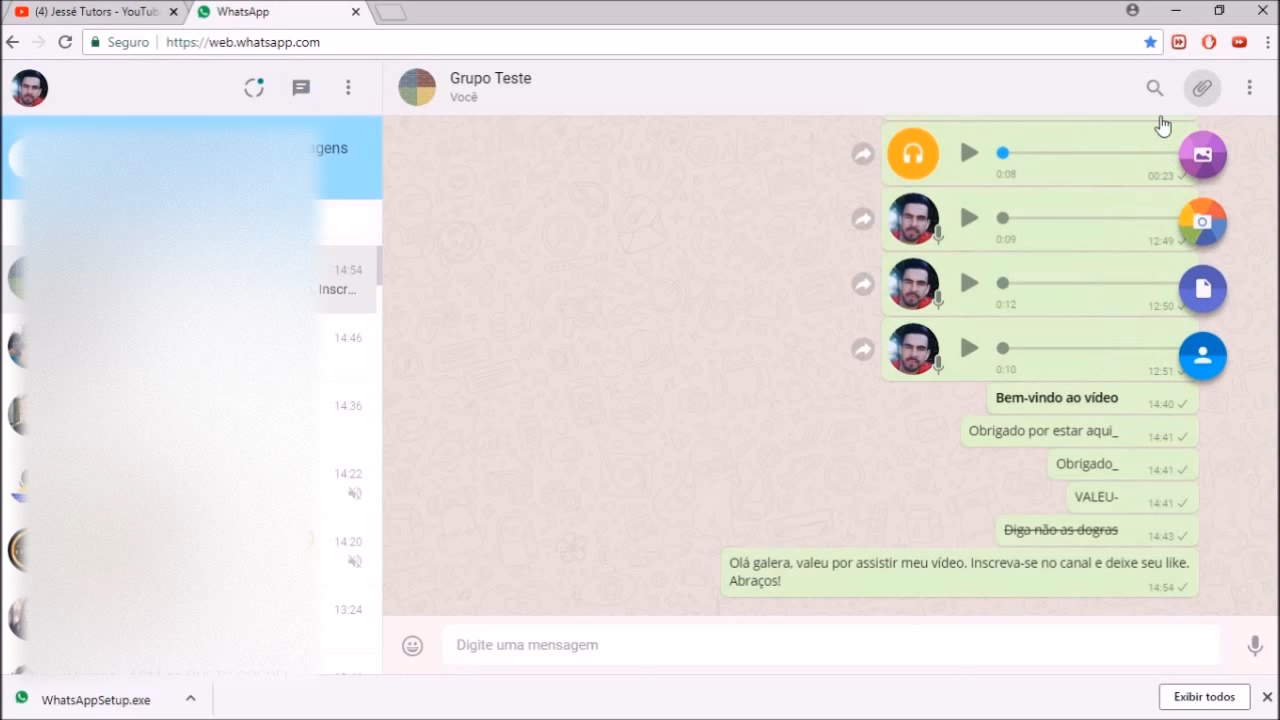 (4) Jessé Tutors - YouTub
WhatsApp
Seguro
https://web.whatsapp.com
Grupo Teste
Você
agens
14:54
Inscr...
14:46
14:36
14:22
14:20
13:24
0:08
00:23
0:09
12:49
0:12
12:50
0:10
12:51
Bem-vindo ao vídeo
14:40
Obrigado por estar aqui_
14:41
Obrigado_
14:41
VALEU-
14:41
Diga não as dogras
14:43
Olá galera, valeu por assistir meu vídeo. Inscreva-se no canal e deixe seu like.
Abraços!
14:54
Digite uma mensagem
WhatsAppSetup.exe
Exibir todos